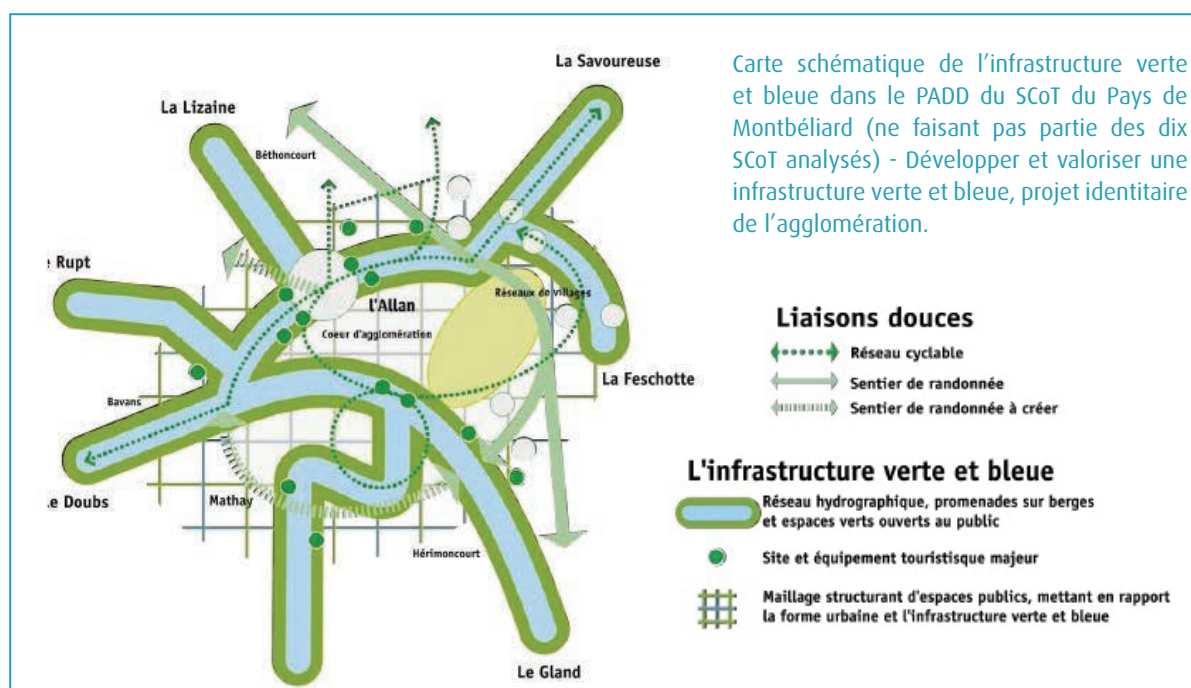 La Savoureuse
La Lizaine
Béthoncourt
Rupt
l'Allan
Réseaux de villages
Coeur d'agglomération
La Feschotte
Bavans
Doubs
Mathay
Hérimoncourt
Le Gland
Carte schématique de l'infrastructure verte
et bleue dans le PADD du SCoT du Pays de
Montbéliard (ne faisant pas partie des dix
SCoT analysés) - Développer et valoriser une
infrastructure verte et bleue, projet identitaire
de l'agglomération.
Liaisons douces
Réseau cyclable
Sentier de randonnée
Sentier de randonnée à créer
L'infrastructure verte et bleue
Réseau hydrographique, promenades sur berges
et espaces verts ouverts au public
Site et équipement touristisque majeur
Maillage structurant d'espaces publics, mettant en rapport
la forme urbaine et l'infrastructure verte et bleue